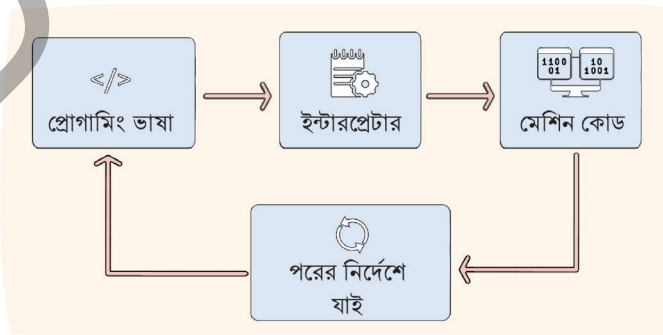 </>
প্রোগামিং ভাষা
ইন্টারপ্রেটার
1100
01
10
1001
মেশিন কোড
পরের নির্দেশে
যাই